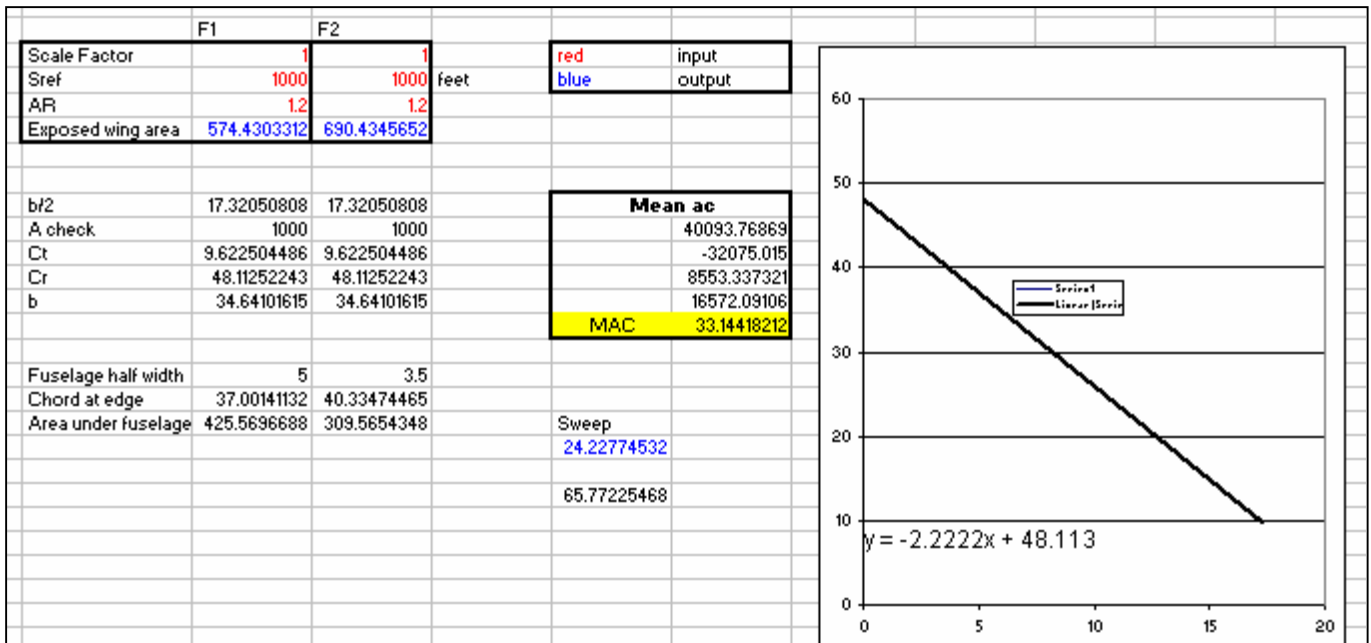 F1 F2
Scale Factor 1 1 red input
Sref 1000 1000 feet blue output
AR 1.2 1.2
Exposed wing area 574.4303312 690.4345652
b/2 17.32050808 17.32050808 Mean ac
A check 1000 1000 40093.76869
Ct 9.622504486 9.622504486 -32075.015
Cr 48.11252243 48.11252243 8553.337321
b 34.64101615 34.64101615 16572.09106
MAC 33.14418212
Fuselage half width 5 3.5
Chord at edge 37.00141132 40.33474465
Area under fuselage 425.5696688 309.5654348 Sweep
24.22774532
65.77225468
60
50
40
30
20
10
0
Series1
Linear (Serie
y = -2.2222x + 48.113
0 5 10 15 20